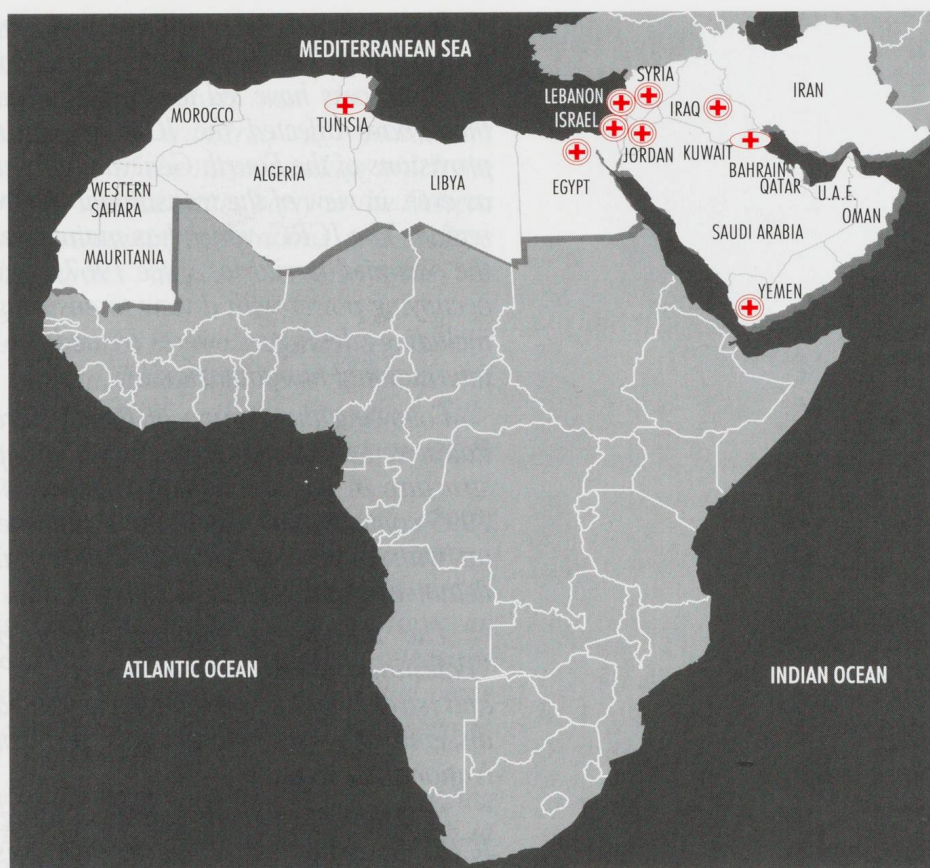 MEDITERRANEAN SEA
SYRIA
LEBANON
ISRAEL
IRAQ
IRAN
MOROCCO
TUNISIA
JORDAN
KUWAIT
BAHRAIN
QATAR
ALGERIA
LIBYA
EGYPT
U.A.E.
OMAN
WESTERN
SAHARA
SAUDI ARABIA
MAURITANIA
YEMEN
ATLANTIC OCEAN
INDIAN OCEAN